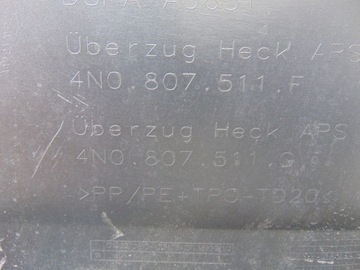 Überzug Heck APS
4N0.807.511.F
Überzug Heck APS
4N0.807.511.G
>PP/PE+TPO-TD20<